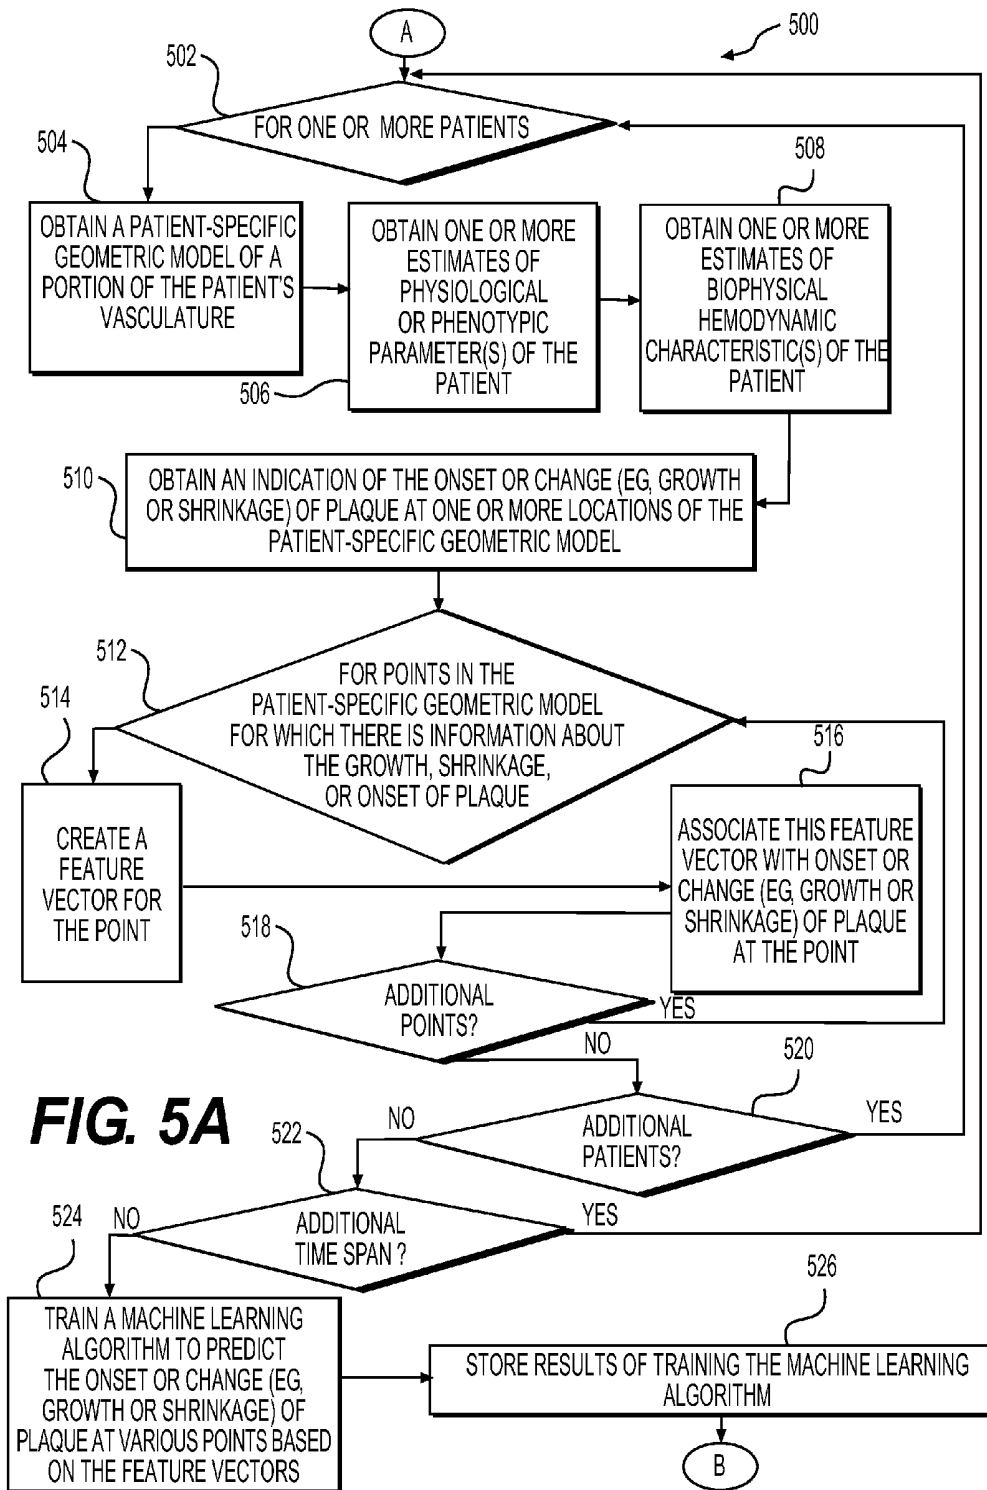 A
500
502
FOR ONE OR MORE PATIENTS
504
508
OBTAIN A PATIENT-SPECIFIC
GEOMETRIC MODEL OF A
PORTION OF THE PATIENT'S
VASCULATURE
OBTAIN ONE OR MORE
ESTIMATES OF
PHYSIOLOGICAL
OR PHENOTYPIC
PARAMETER(S) OF THE
PATIENT
506
OBTAIN ONE OR MORE
ESTIMATES OF
BIOPHYSICAL
HEMODYNAMIC
CHARACTERISTIC(S) OF THE
PATIENT
510
OBTAIN AN INDICATION OF THE ONSET OR CHANGE (EG, GROWTH
OR SHRINKAGE) OF PLAQUE AT ONE OR MORE LOCATIONS OF THE
PATIENT-SPECIFIC GEOMETRIC MODEL
512
FOR POINTS IN THE
PATIENT-SPECIFIC GEOMETRIC MODEL
FOR WHICH THERE IS INFORMATION ABOUT
THE GROWTH, SHRINKAGE,
OR ONSET OF PLAQUE
514
CREATE A
FEATURE
VECTOR FOR
THE POINT
516
ASSOCIATE THIS FEATURE
VECTOR WITH ONSET OR
CHANGE (EG, GROWTH OR
SHRINKAGE) OF PLAQUE
AT THE POINT
518
ADDITIONAL
POINTS?
YES
NO
520
FIG. 5A
ADDITIONAL
PATIENTS?
YES
NO
522
ADDITIONAL
TIME SPAN ?
YES
NO
524
TRAIN A MACHINE LEARNING
ALGORITHM TO PREDICT
THE ONSET OR CHANGE (EG,
GROWTH OR SHRINKAGE) OF
PLAQUE AT VARIOUS POINTS BASED
ON THE FEATURE VECTORS
526
STORE RESULTS OF TRAINING THE MACHINE LEARNING
ALGORITHM
B